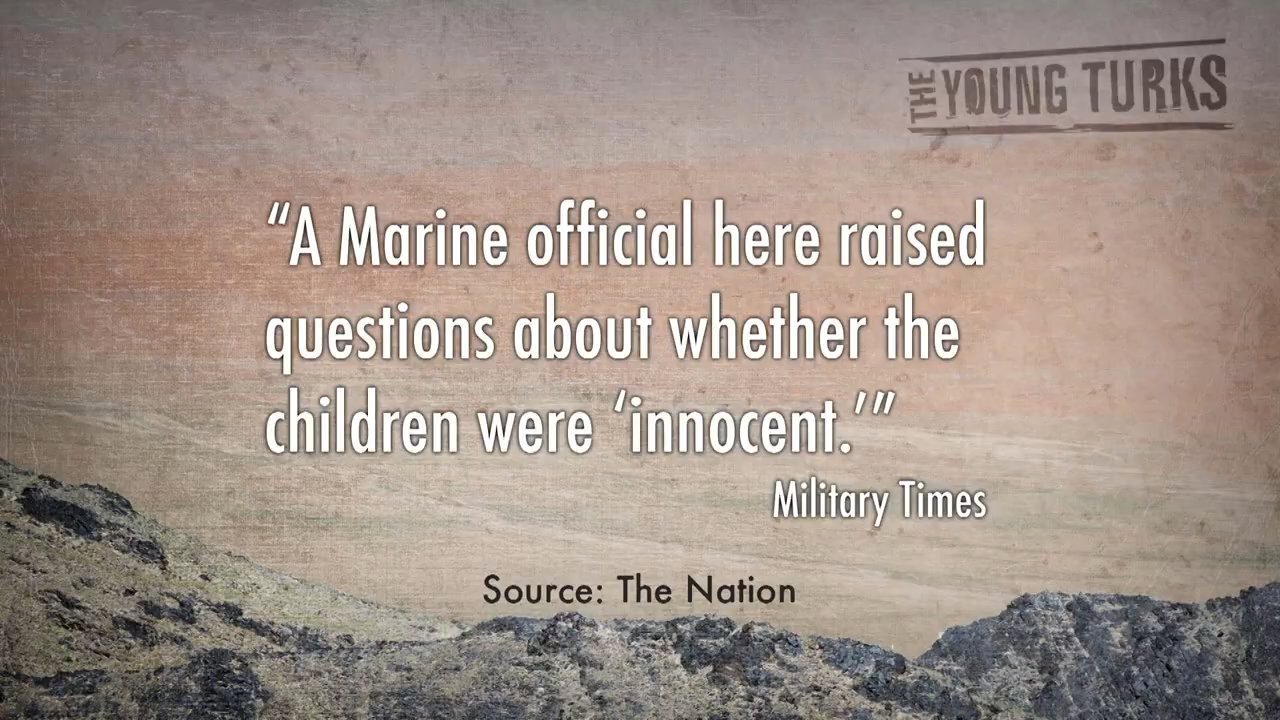 THE YOUNG TURKS
“A Marine official here raised
questions about whether the
children were ‘innocent.’”
Military Times
Source: The Nation